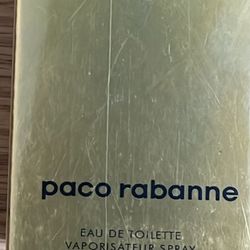 paco rabanne
EAU DE TOILETTE
VAPORISATEUR SPRAY